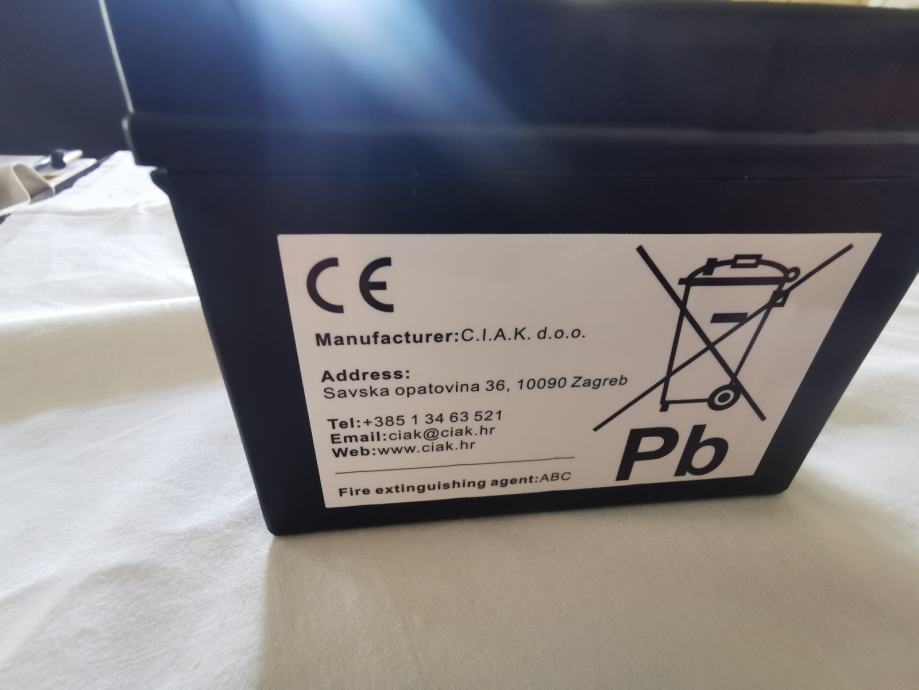 CE
Manufacturer:C.I.A.K. d.o.o.
Address:
Savska opatovina 36, 10090 Zagreb
Tel:+385 1 34 63 521
Email:ciak@ciak.hr
Web:www.ciak.hr
Fire extinguishing agent:ABC
Pb